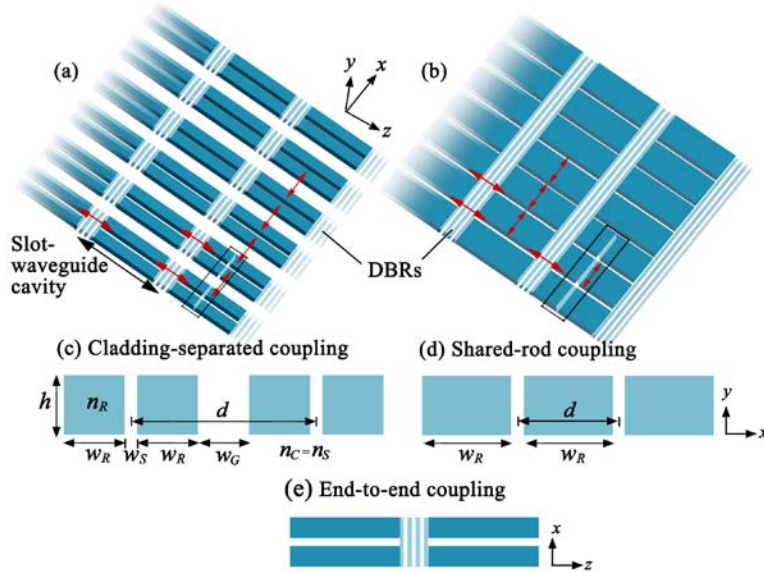 (a)
y
x
z
(b)
Slot-
waveguide
cavity
DBRs
(c) Cladding-separated coupling
(d) Shared-rod coupling
h
n_R
d
w_R
w_S
w_R
w_G
n_C=n_S
d
w_R
w_R
y
x
(e) End-to-end coupling
x
z